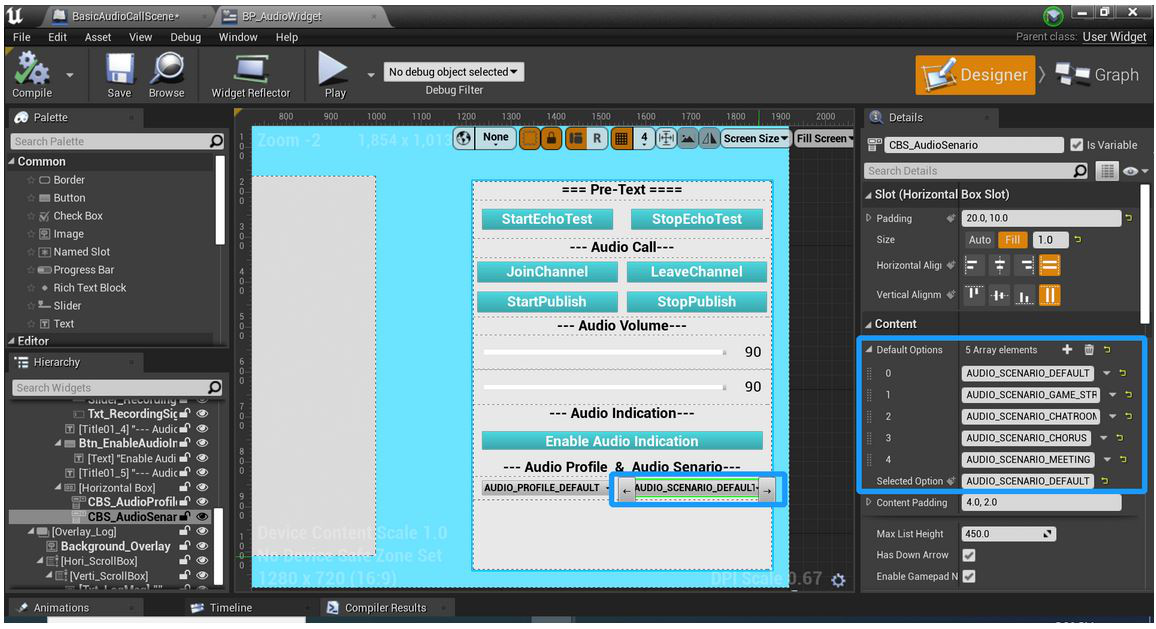 BasicAudioCallScene*
BP_AudioWidget
File Edit Asset View Debug Window Help
Parent class: User Widget
Compile
Save
Browse
Widget Reflector
Play
No debug object selected
Debug Filter
Designer
Graph
Palette
Search Palette
Common
Border
Button
Check Box
Image
Named Slot
Progress Bar
Rich Text Block
Slider
Text
Editor
Hierarchy
Search Widgets
Slider_Recording
Txt_RecordingSig
[Title01_4] "--- Audic
Btn_EnableAudioIn
[Text] "Enable Audi
[Title01_5] "--- Audic
[Horizontal Box]
CBS_AudioProfile
CBS_AudioSenar
[Overlay_Log]
Background_Overlay
[Hori_ScrollBox]
[Verti_ScrollBox]
Animations
Timeline
Compiler Results
800 900 1000 1100 1200 1300 1400 1500 1600 1700 1800 1900 2000
Zoom -2
1,854 x 1,013
None
R
4
Screen Size
Fill Screen
=== Pre-Text ====
StartEchoTest
StopEchoTest
--- Audio Call---
JoinChannel
LeaveChannel
StartPublish
StopPublish
--- Audio Volume---
90
90
--- Audio Indication---
Enable Audio Indication
--- Audio Profile & Audio Senario---
AUDIO_PROFILE_DEFAULT
AUDIO_SCENARIO_DEFAULT
Device Content Scale 1.0
No Device Safe Zone Set
1280 x 720 (16:9)
DPI Scale 0.67
Details
CBS_AudioSenario
Is Variable
Search Details
Slot (Horizontal Box Slot)
Padding
20.0, 10.0
Size
Auto
Fill
1.0
Horizontal Aligı
Vertical Alignm
Content
Default Options
5 Array elements
0
AUDIO_SCENARIO_DEFAULT
1
AUDIO_SCENARIO_GAME_STR
2
AUDIO_SCENARIO_CHATROOM
3
AUDIO_SCENARIO_CHORUS
4
AUDIO_SCENARIO_MEETING
Selected Option
AUDIO_SCENARIO_DEFAULT
Content Padding
4.0, 2.0
Max List Height
450.0
Has Down Arrow
Enable Gamepad N